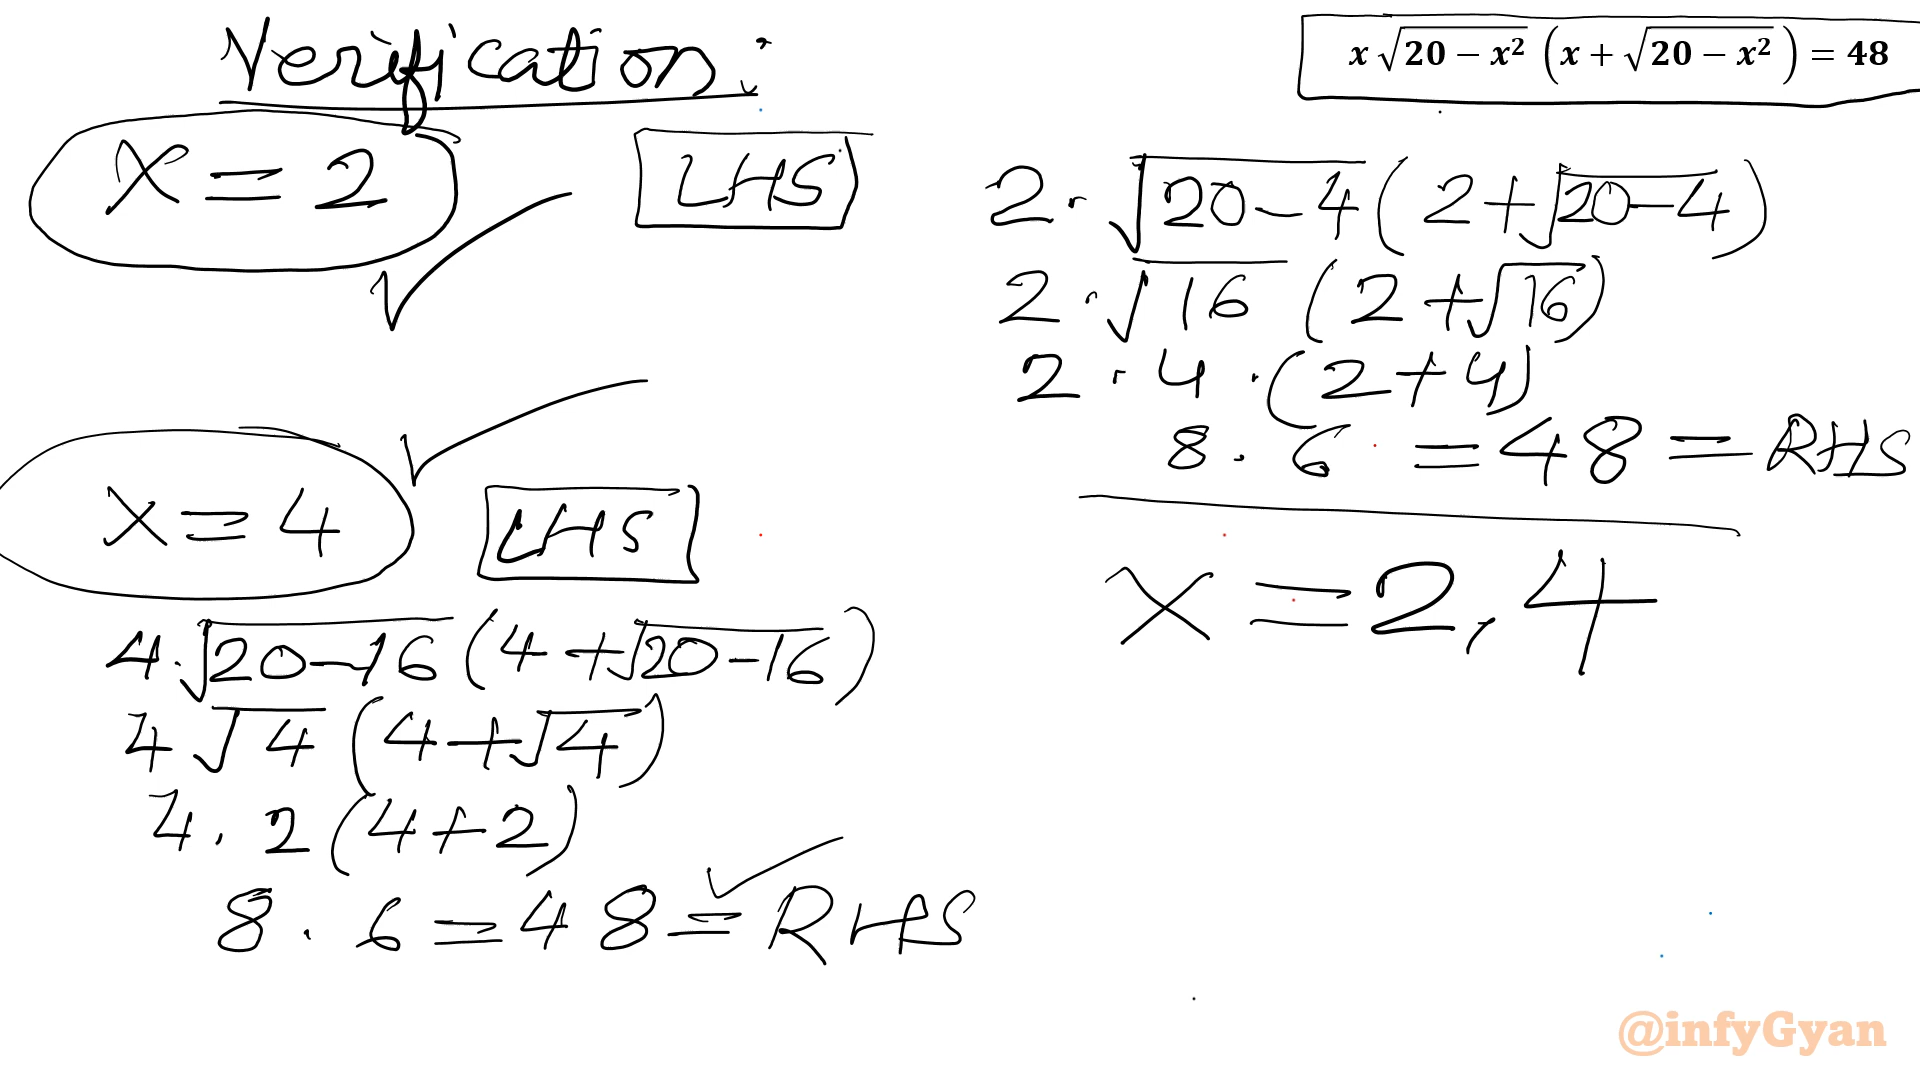 Verification:
x √20 − x² (x + √20 − x²) = 48
x = 2
LHS
2·√20-4 (2+√20-4)
2·√16 (2+√16)
2·4·(2+4)
8·6 = 48 = RHS
x = 4
LHS
4·√20-16 (4+√20-16)
4√4 (4+√4)
4·2(4+2)
8·6 = 48 = RHS
x = 2, 4
@infyGyan